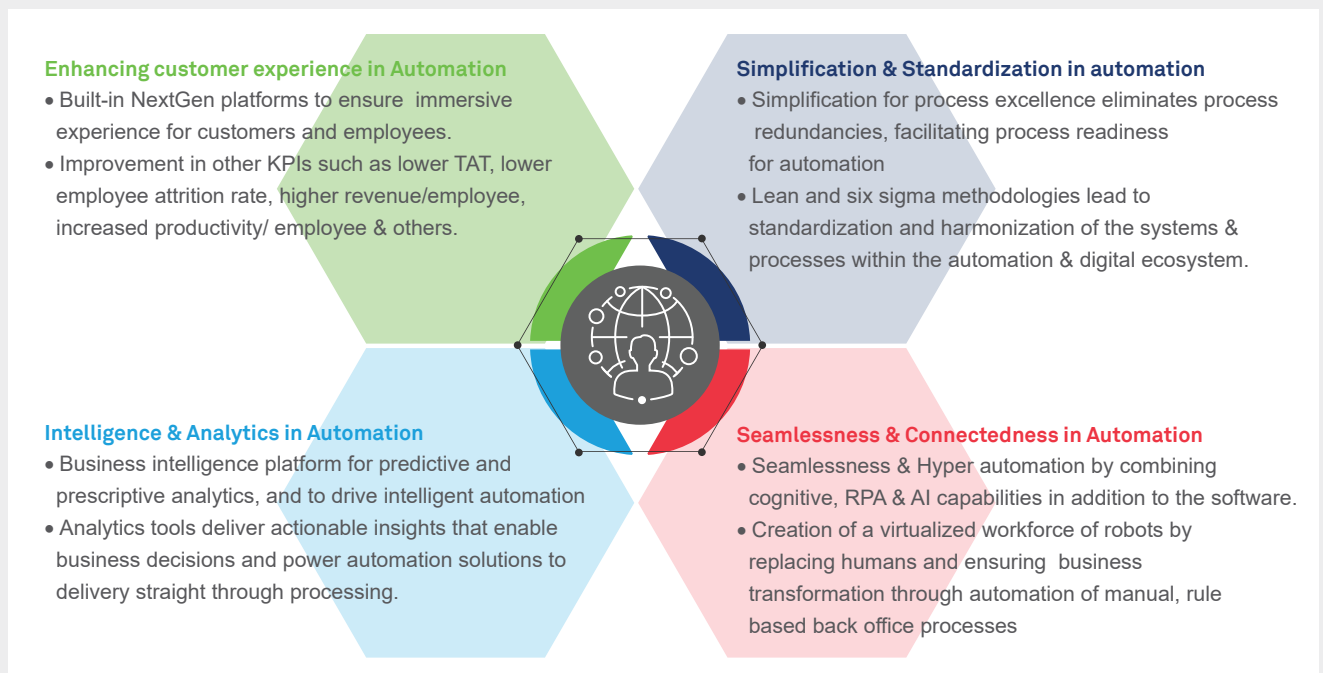 Enhancing customer experience in Automation
• Built-in NextGen platforms to ensure immersive
experience for customers and employees.
• Improvement in other KPIs such as lower TAT, lower
employee attrition rate, higher revenue/employee,
increased productivity/ employee & others.
Simplification & Standardization in automation
• Simplification for process excellence eliminates process
redundancies, facilitating process readiness
for automation
• Lean and six sigma methodologies lead to
standardization and harmonization of the systems &
processes within the automation & digital ecosystem.
Intelligence & Analytics in Automation
• Business intelligence platform for predictive and
prescriptive analytics, and to drive intelligent automation
• Analytics tools deliver actionable insights that enable
business decisions and power automation solutions to
delivery straight through processing.
Seamlessness & Connectedness in Automation
• Seamlessness & Hyper automation by combining
cognitive, RPA & AI capabilities in addition to the software.
• Creation of a virtualized workforce of robots by
replacing humans and ensuring business
transformation through automation of manual, rule
based back office processes